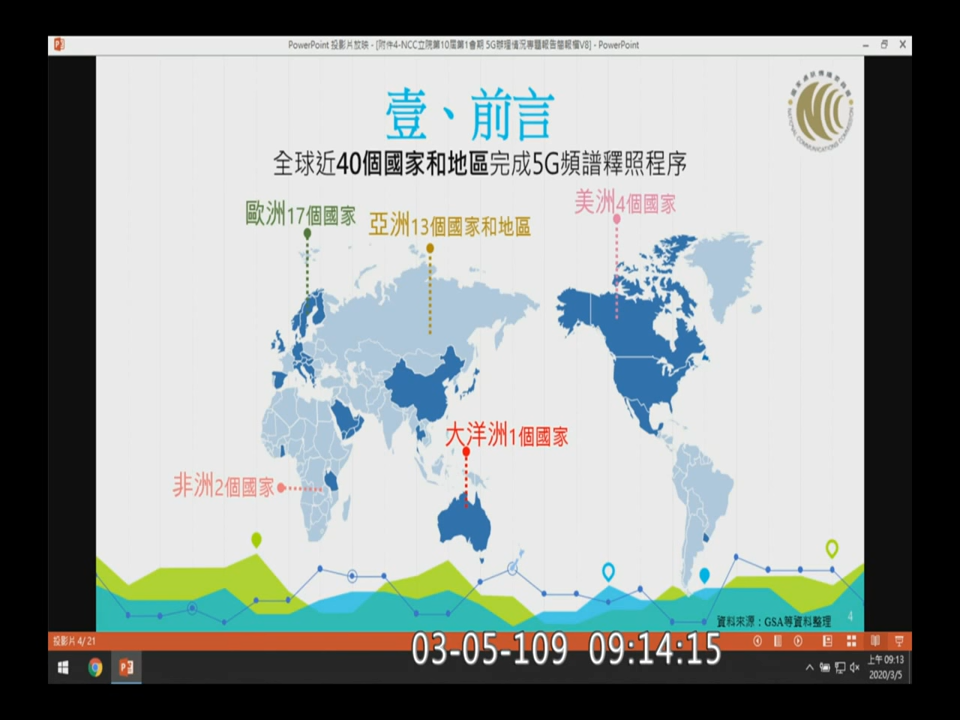 PowerPoint 投影片放映 - [附件4-NCC立院第10屆第1會期 5G辦理情況專題報告簡報檔V8] - PowerPoint
壹、前言
全球近40個國家和地區完成5G頻譜釋照程序
歐洲17個國家
亞洲13個國家和地區
美洲4個國家
大洋洲1個國家
非洲2個國家
NCC
NATIONAL COMMUNICATIONS COMMISSION
資料來源：GSA等資料整理
4
投影片 4/21
03-05-109 09:14:15
上午 09:13
2020/3/5